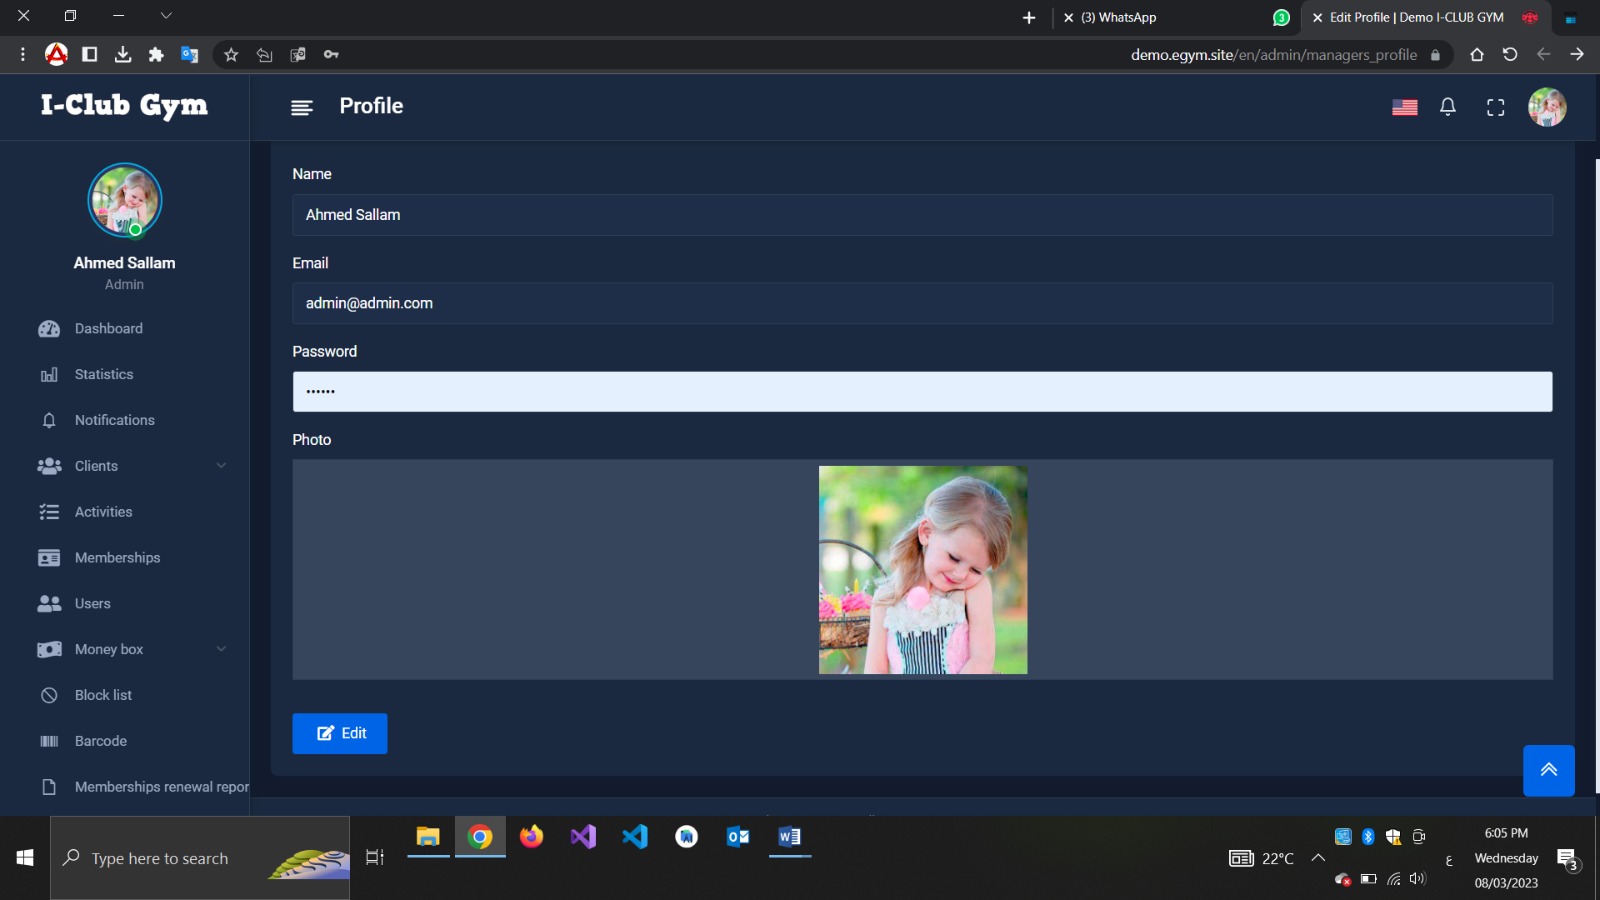 (3) WhatsApp
3
Edit Profile | Demo I-CLUB GYM
demo.egym.site/en/admin/managers_profile
I-Club Gym
Profile
Ahmed Sallam
Admin
Dashboard
Statistics
Notifications
Clients
Activities
Memberships
Users
Money box
Block list
Barcode
Memberships renewal repor
Name
Ahmed Sallam
Email
admin@admin.com
Password
••••••
Photo
Edit
Type here to search
22°C
ع
6:05 PM
Wednesday
08/03/2023
3